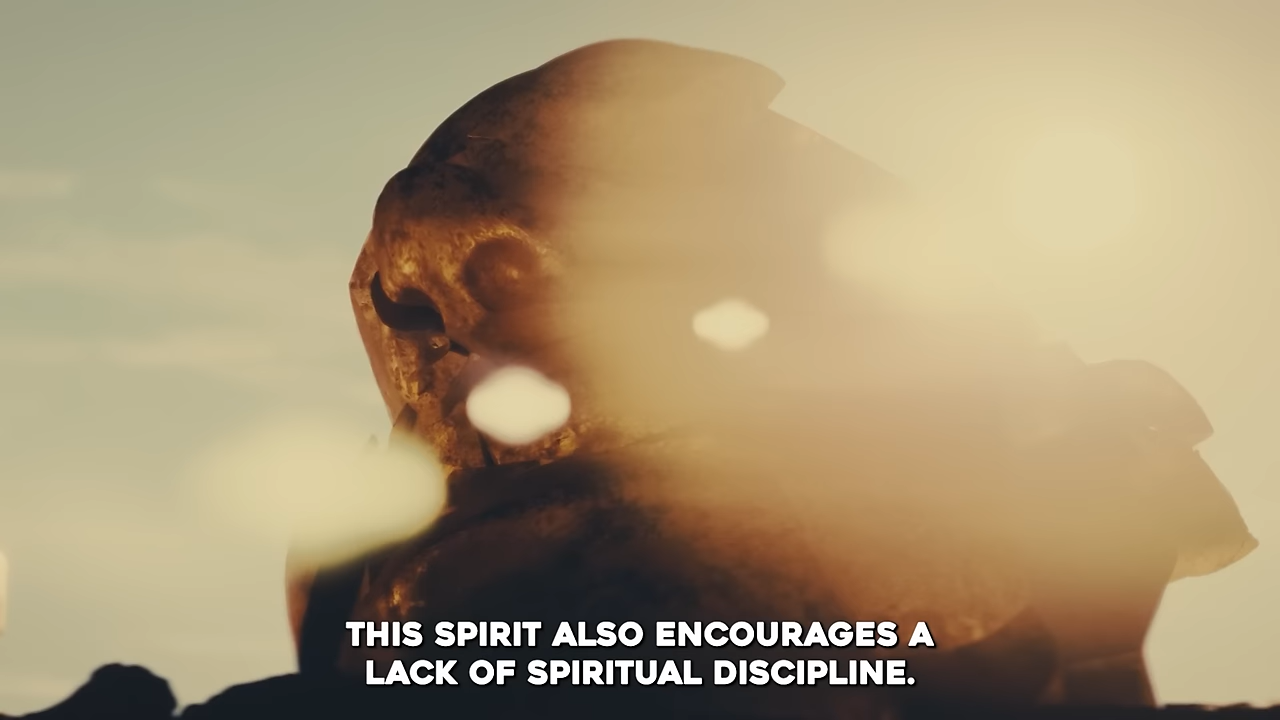 THIS SPIRIT ALSO ENCOURAGES A
LACK OF SPIRITUAL DISCIPLINE.